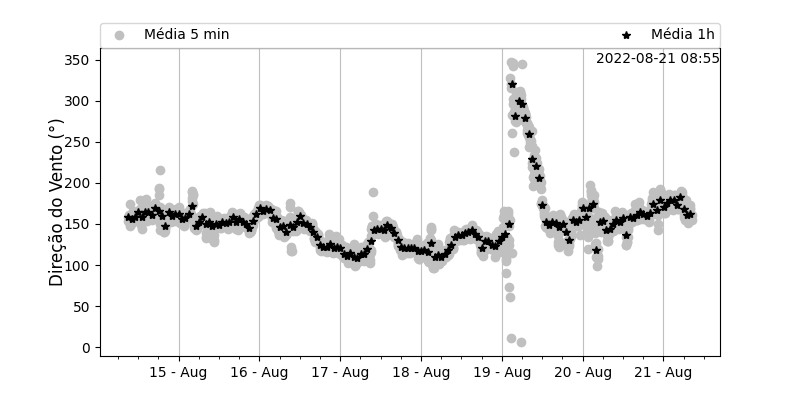 Média 5 min
Média 1h
2022-08-21 08:55
Direção do Vento (°)
350
300
250
200
150
100
50
0
15 - Aug
16 - Aug
17 - Aug
18 - Aug
19 - Aug
20 - Aug
21 - Aug